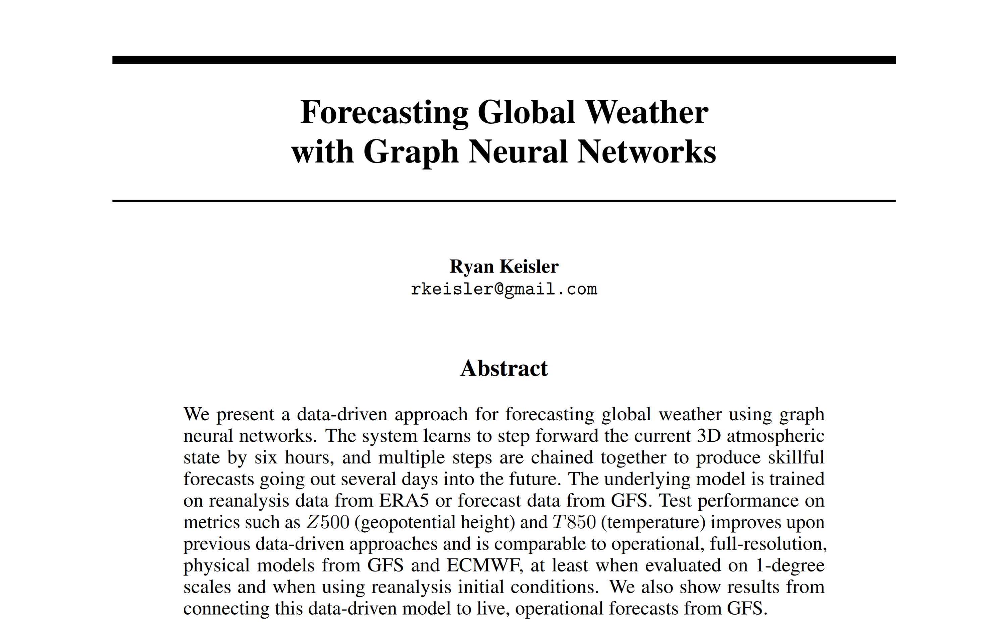 Forecasting Global Weather
with Graph Neural Networks
Ryan Keisler
rkeisler@gmail.com
Abstract
We present a data-driven approach for forecasting global weather using graph
neural networks. The system learns to step forward the current 3D atmospheric
state by six hours, and multiple steps are chained together to produce skillful
forecasts going out several days into the future. The underlying model is trained
on reanalysis data from ERA5 or forecast data from GFS. Test performance on
metrics such as Z500 (geopotential height) and T850 (temperature) improves upon
previous data-driven approaches and is comparable to operational, full-resolution,
physical models from GFS and ECMWF, at least when evaluated on 1-degree
scales and when using reanalysis initial conditions. We also show results from
connecting this data-driven model to live, operational forecasts from GFS.